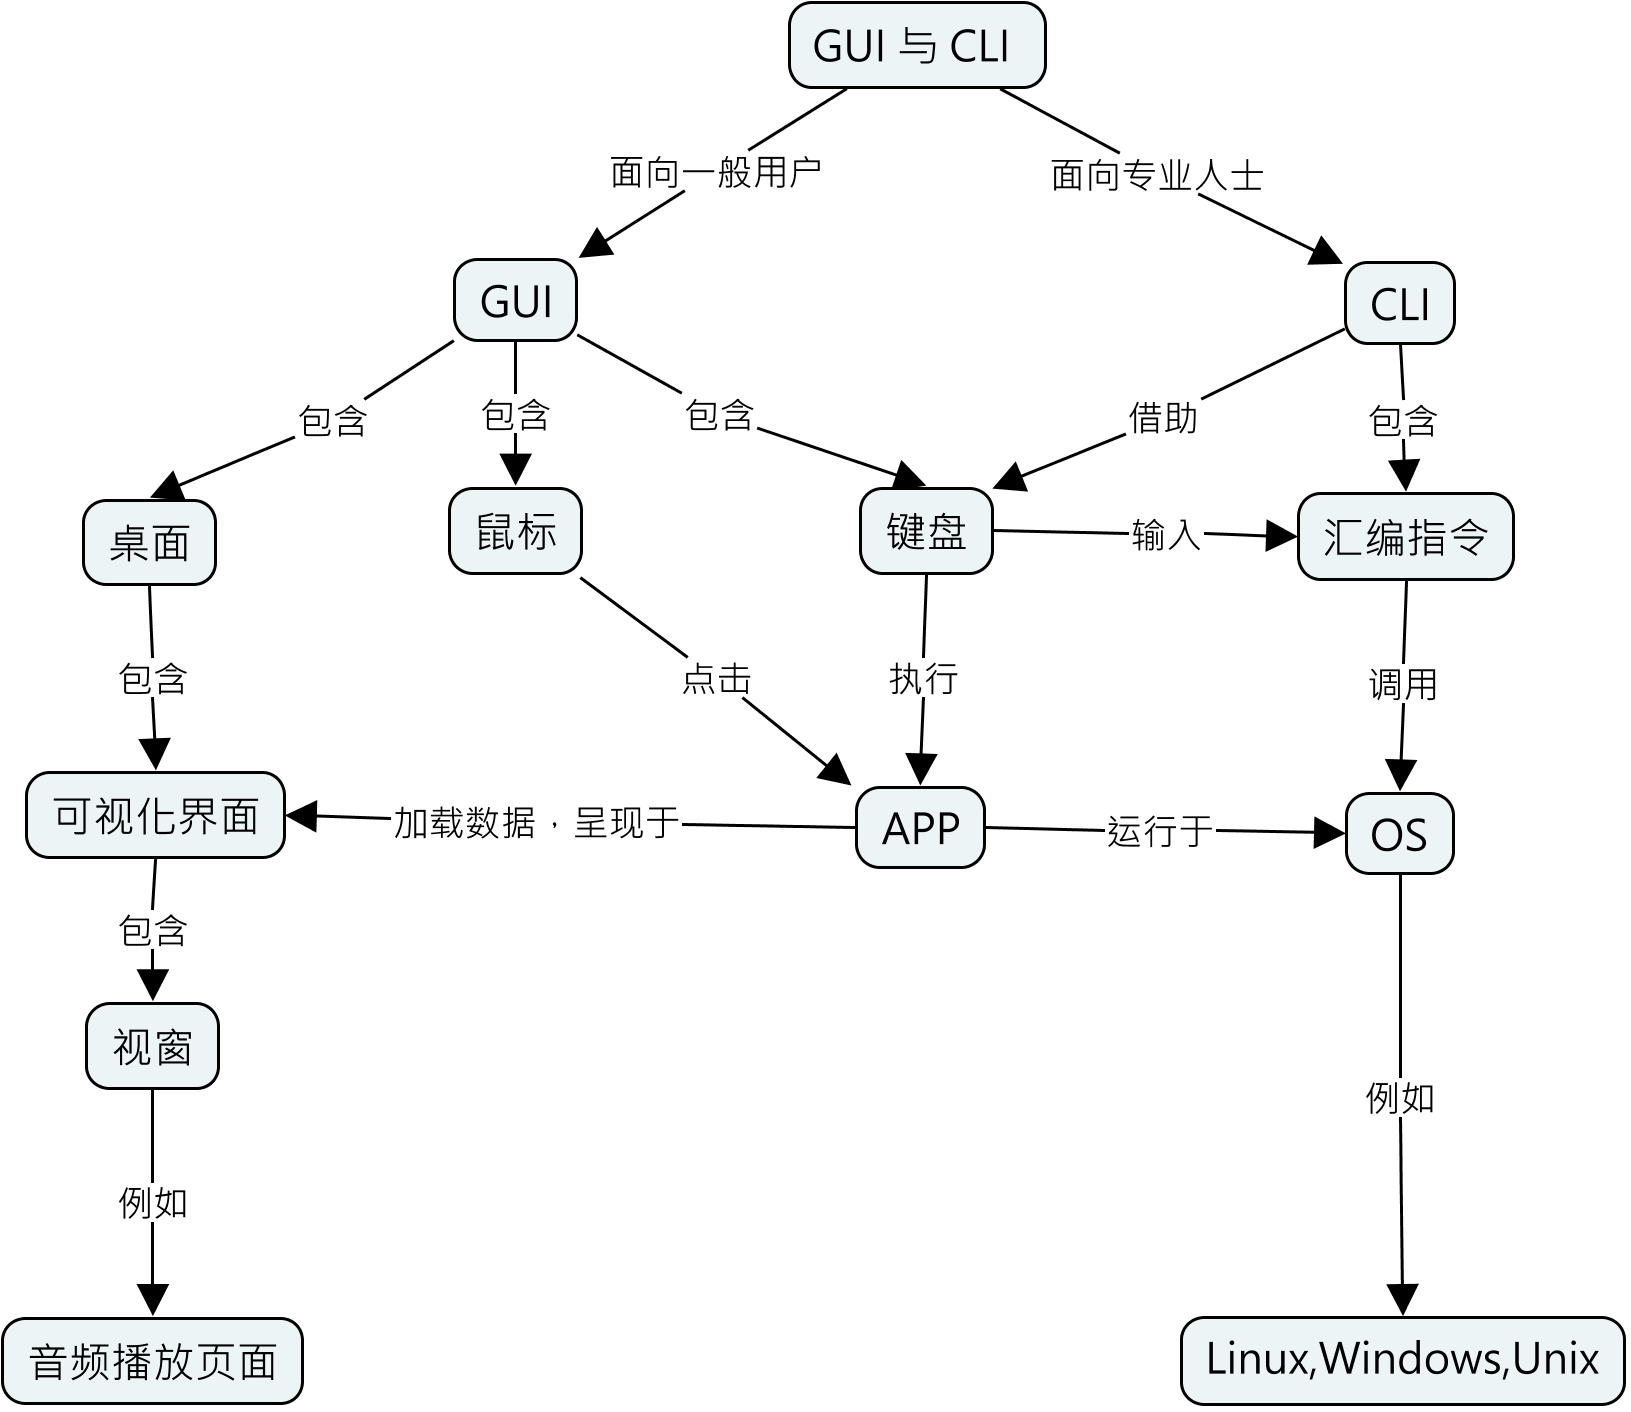 GUI 与 CLI
面向一般用户
面向专业人士
GUI
CLI
包含
包含
包含
借助
包含
桌面
鼠标
键盘
输入
汇编指令
包含
点击
执行
调用
可视化界面
加载数据，呈现于
APP
运行于
OS
包含
视窗
例如
例如
音频播放页面
Linux,Windows,Unix